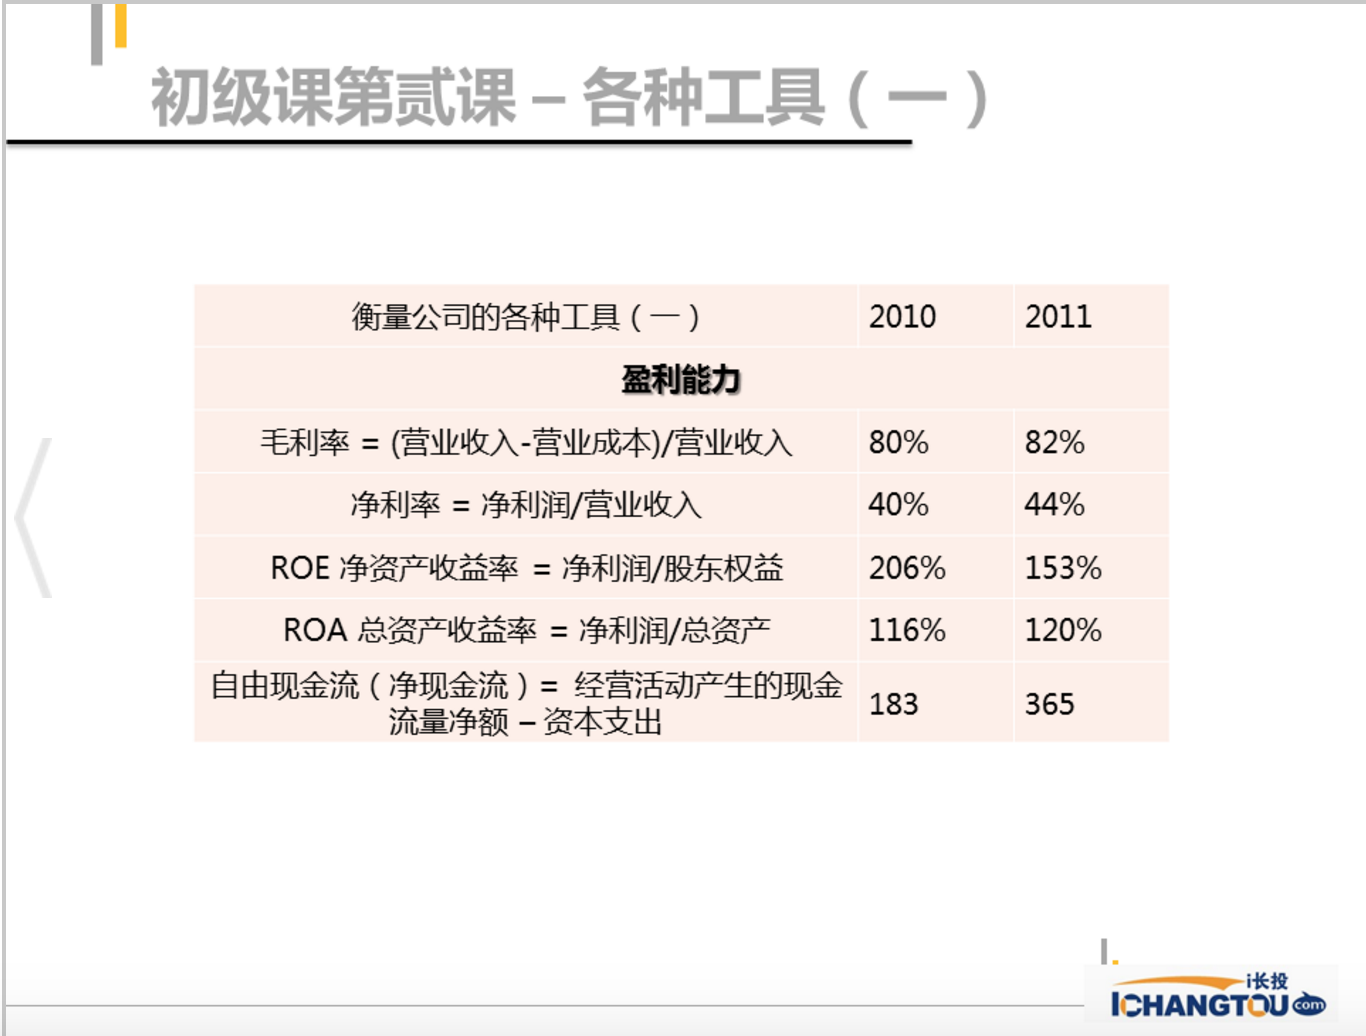 初级课第贰课 – 各种工具（一）
衡量公司的各种工具（一） 2010 2011
盈利能力
毛利率 = (营业收入-营业成本)/营业收入 80% 82%
净利率 = 净利润/营业收入 40% 44%
ROE 净资产收益率 = 净利润/股东权益 206% 153%
ROA 总资产收益率 = 净利润/总资产 116% 120%
自由现金流（净现金流）= 经营活动产生的现金
流量净额 – 资本支出 183 365
i长投
ICHANGTOU com